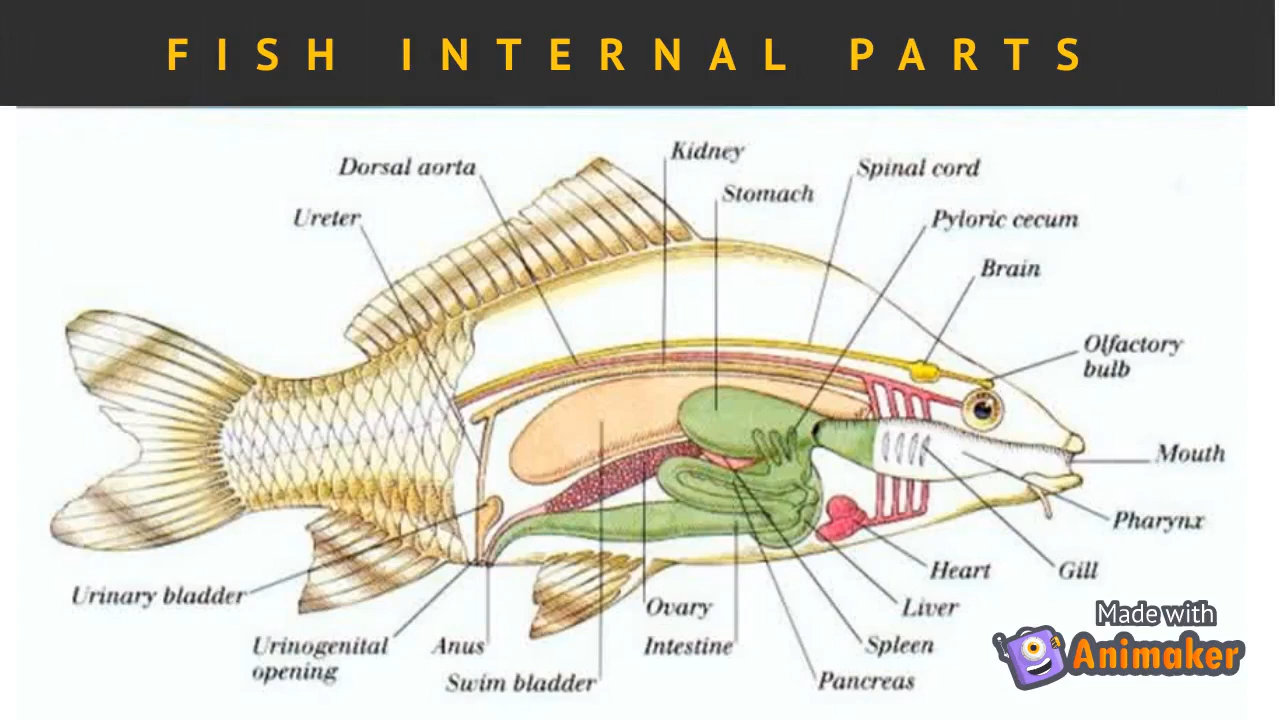 FISH INTERNAL PARTS
Kidney
Dorsal aorta
Spinal cord
Stomach
Ureter
Pyloric cecum
Brain
Olfactory
bulb
Mouth
Pharynx
Heart
Gill
Urinary bladder
Ovary
Liver
Urinogenital
opening
Anus
Intestine
Spleen
Swim bladder
Pancreas
Made with
Animaker